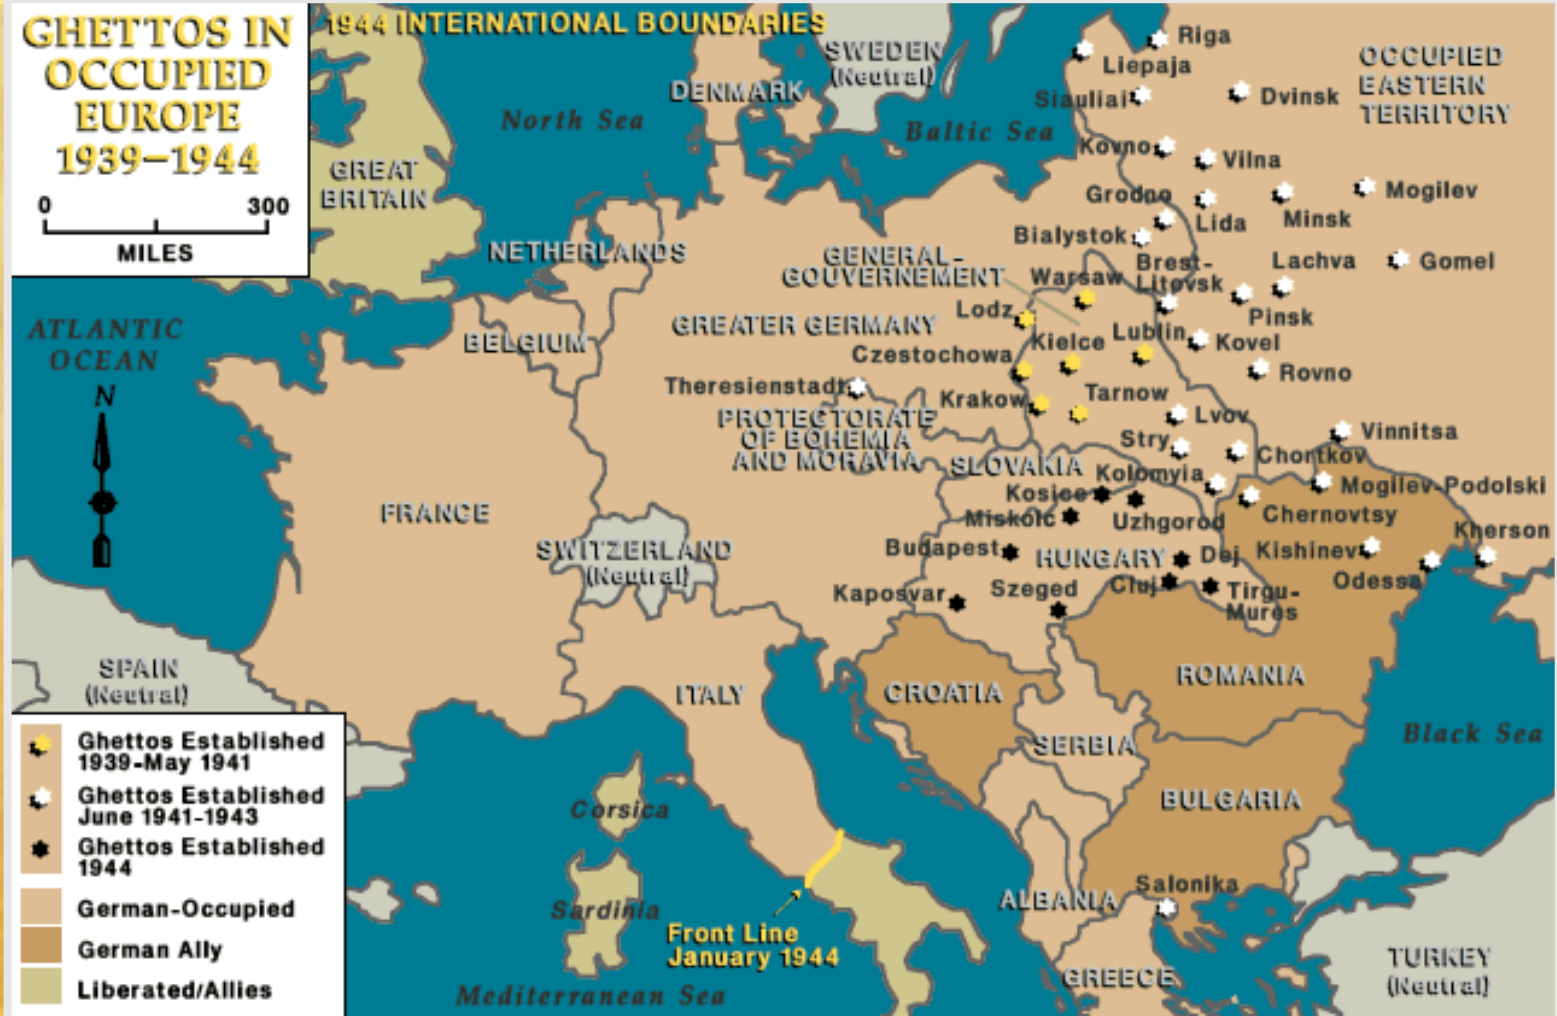 GHETTOS IN
OCCUPIED
EUROPE
1939–1944
0 300
MILES
1944 INTERNATIONAL BOUNDARIES
SWEDEN
(Neutral)
DENMARK
North Sea
Baltic Sea
GREAT
BRITAIN
NETHERLANDS
BELGIUM
ATLANTIC
OCEAN
N
FRANCE
SWITZERLAND
(Neutral)
SPAIN
(Neutral)
GREATER GERMANY
GENERAL-
GOUVERNEMENT
OCCUPIED
EASTERN
TERRITORY
Riga
Liepaja
Siauliai
Dvinsk
Kovno
Vilna
Grodno
Lida
Minsk
Mogilev
Bialystok
Brest-
Litovsk
Lachva
Gomel
Warsaw
Pinsk
Lodz
Kielce
Lublin
Kovel
Czestochowa
Rovno
Theresienstadt
Krakow
Tarnow
Lvov
PROTECTORATE
OF BOHEMIA
AND MORAVIA
Stry
Vinnitsa
Chortkov
SLOVAKIA
Kolomyia
Kosice
Mogilev-Podolski
Miskolc
Uzhgorod
Chernovtsy
Kherson
Budapest
HUNGARY
Dej
Kishinev
Kaposvar
Szeged
Cluj
Tirgu-
Mures
Odessa
ITALY
CROATIA
ROMANIA
SERBIA
Black Sea
BULGARIA
Corsica
Sardinia
ALBANIA
Salonika
Front Line
January 1944
GREECE
TURKEY
(Neutral)
Mediterranean Sea
Ghettos Established
1939-May 1941
Ghettos Established
June 1941-1943
Ghettos Established
1944
German-Occupied
German Ally
Liberated/Allies